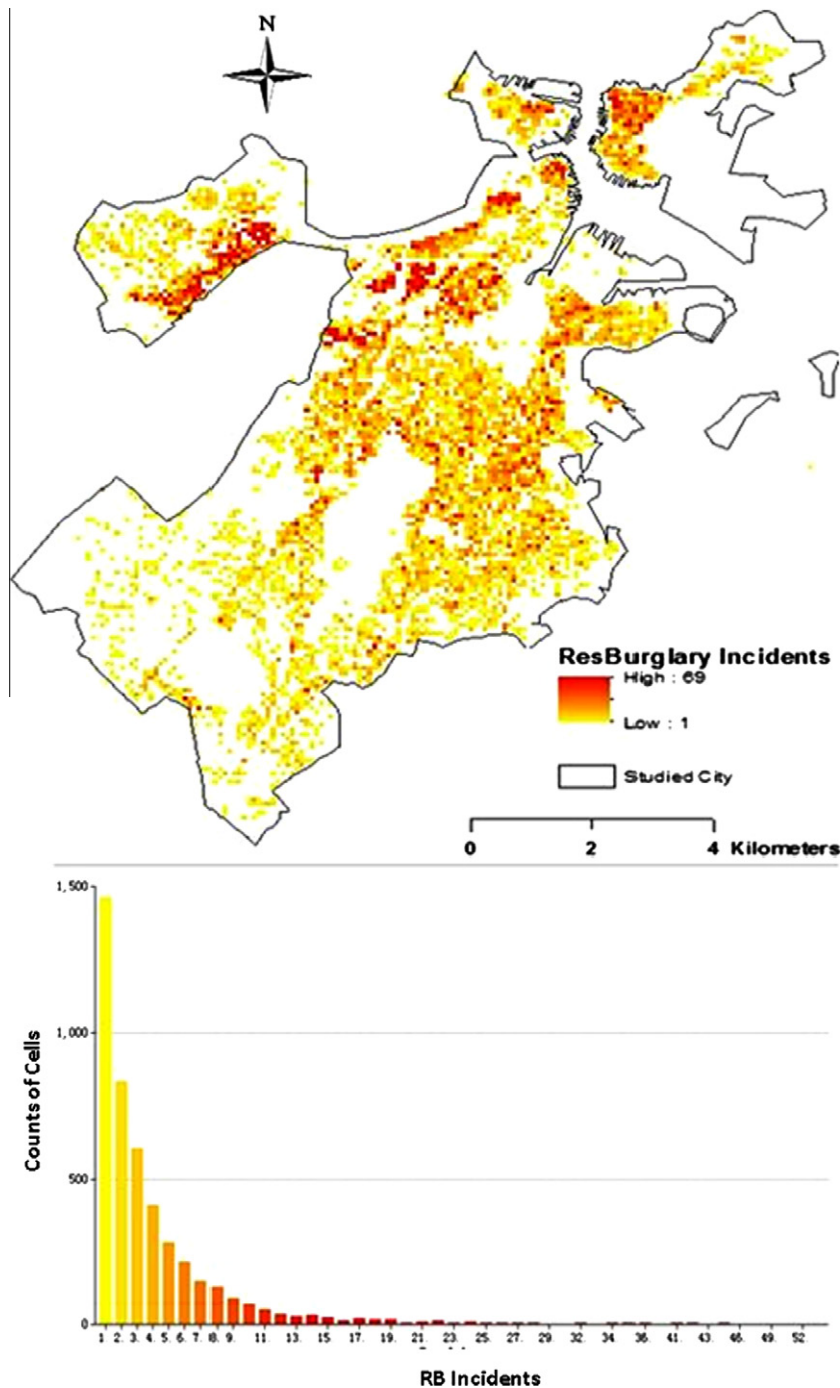 N
ResBurglary Incidents
High : 69
Low : 1
Studied City
0 2 4 Kilometers
1,500
1,000
500
0
Counts of Cells
1. 2. 3. 4. 5. 6. 7. 8. 9. 11. 13. 15. 17. 19. 21. 23. 25. 27. 29. 32. 34. 36. 41. 43. 46. 49. 52.
RB Incidents